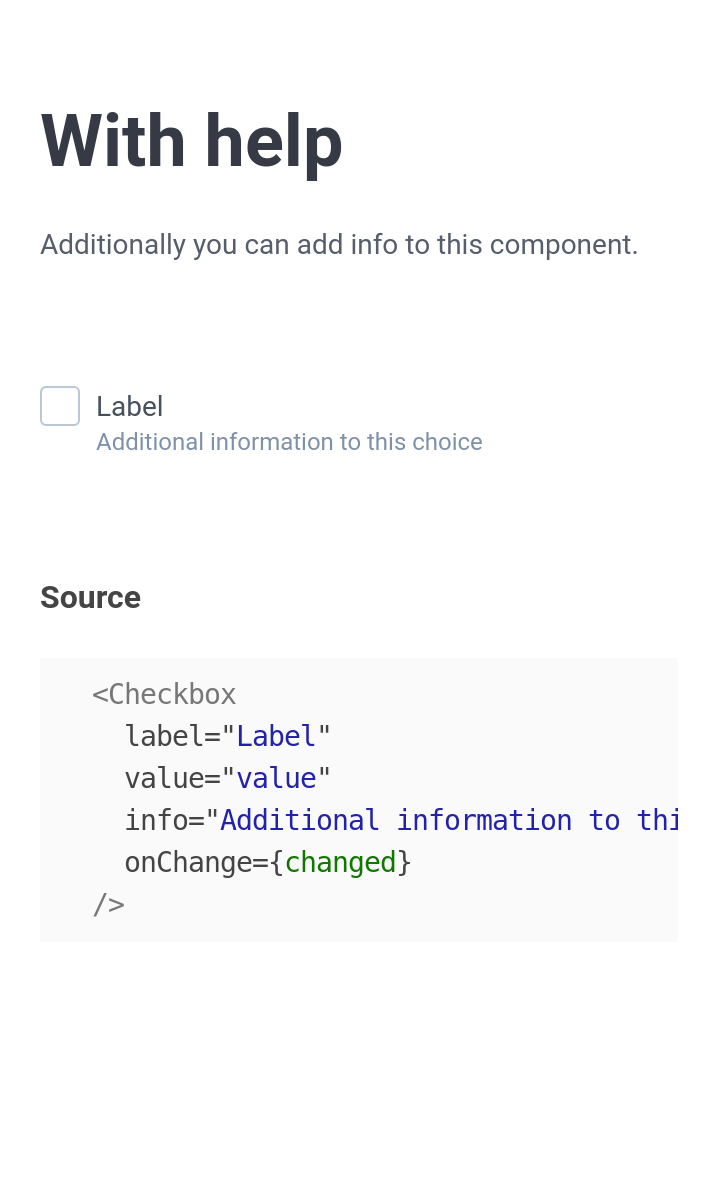 With help
Additionally you can add info to this component.
Label
Additional information to this choice
Source
<Checkbox
label="Label"
value="value"
info="Additional information to thi
onChange={changed}
/>